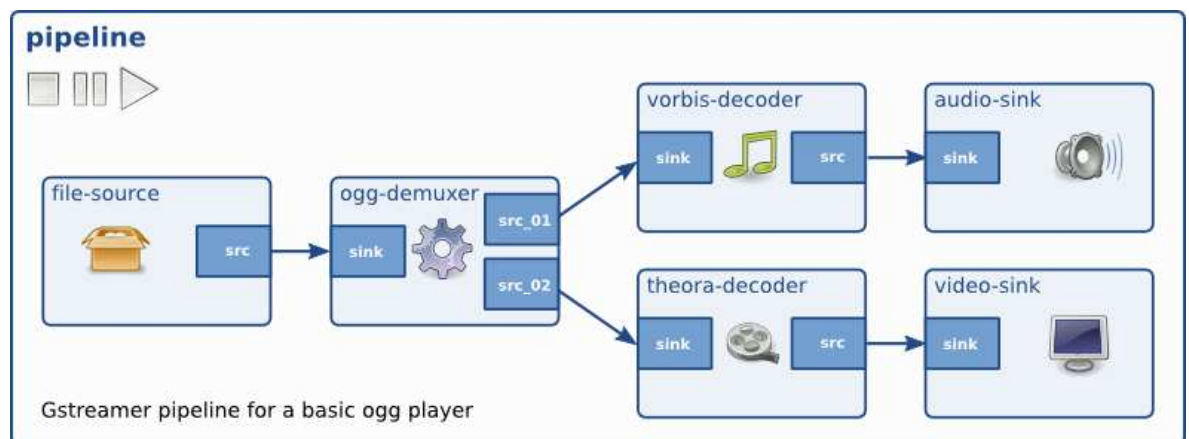 pipeline
vorbis-decoder
sink
src
audio-sink
sink
file-source
src
ogg-demuxer
sink
src_01
src_02
theora-decoder
sink
src
video-sink
sink
Gstreamer pipeline for a basic ogg player